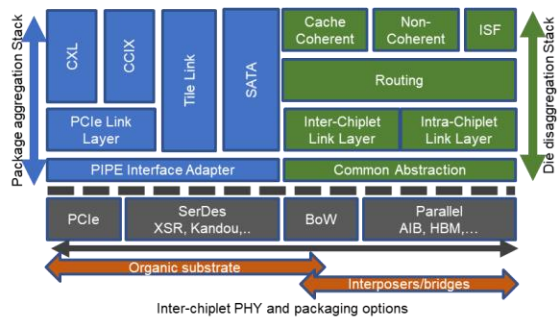 Package aggregation Stack
CXL
CCIX
Tile Link
SATA
PCIe Link
Layer
PIPE Interface Adapter
Cache
Coherent
Non-
Coherent
ISF
Routing
Inter-Chiplet
Link Layer
Intra-Chiplet
Link Layer
Common Abstraction
Die disaggregation Stack
PCIe
SerDes
XSR, Kandou,..
BoW
Parallel
AIB, HBM,...
Organic substrate
Interposers/bridges
Inter-chiplet PHY and packaging options